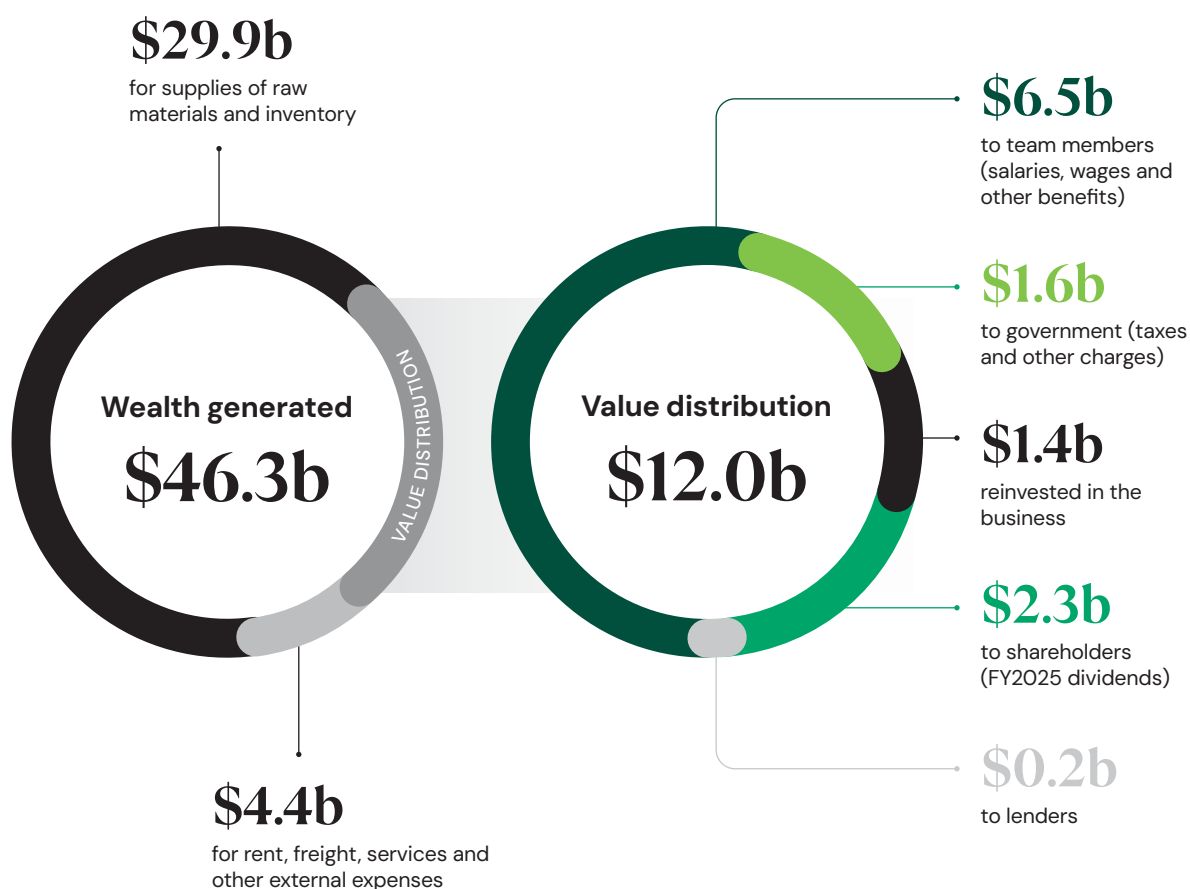 $29.9b
for supplies of raw
materials and inventory
Wealth generated
$46.3b
VALUE DISTRIBUTION
$4.4b
for rent, freight, services and
other external expenses
Value distribution
$12.0b
$6.5b
to team members
(salaries, wages and
other benefits)
$1.6b
to government (taxes
and other charges)
$1.4b
reinvested in the
business
$2.3b
to shareholders
(FY2025 dividends)
$0.2b
to lenders